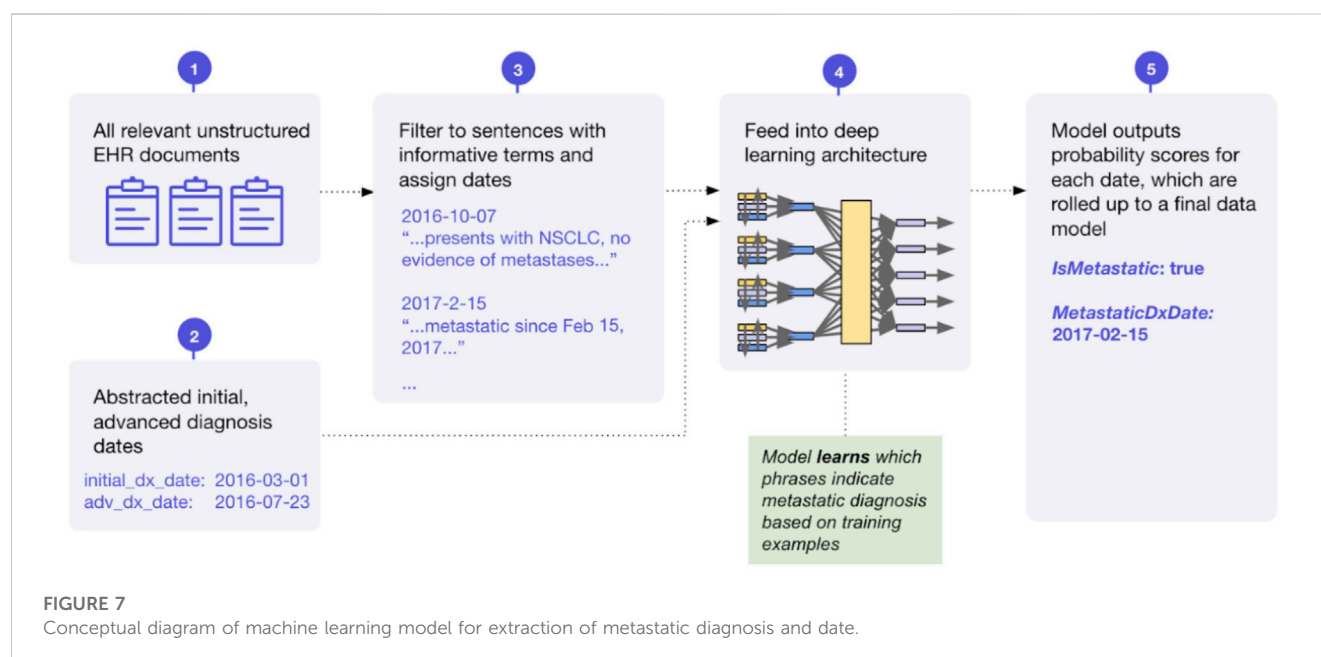 1
All relevant unstructured
EHR documents
2
Abstracted initial,
advanced diagnosis
dates
initial_dx_date: 2016-03-01
adv_dx_date: 2016-07-23
3
Filter to sentences with
informative terms and
assign dates
2016-10-07
“...presents with NSCLC, no
evidence of metastases...”
2017-2-15
“...metastatic since Feb 15,
2017...”
...
4
Feed into deep
learning architecture
Model learns which
phrases indicate
metastatic diagnosis
based on training
examples
5
Model outputs
probability scores for
each date, which are
rolled up to a final data
model
IsMetastatic: true
MetastaticDxDate:
2017-02-15
FIGURE 7
Conceptual diagram of machine learning model for extraction of metastatic diagnosis and date.